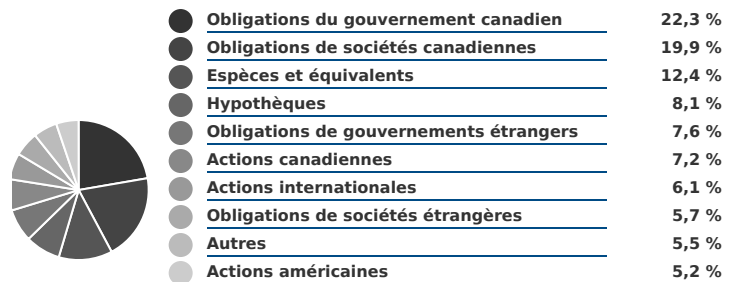 Obligations du gouvernement canadien 22,3 %
Obligations de sociétés canadiennes 19,9 %
Espèces et équivalents 12,4 %
Hypothèques 8,1 %
Obligations de gouvernements étrangers 7,6 %
Actions canadiennes 7,2 %
Actions internationales 6,1 %
Obligations de sociétés étrangères 5,7 %
Autres 5,5 %
Actions américaines 5,2 %